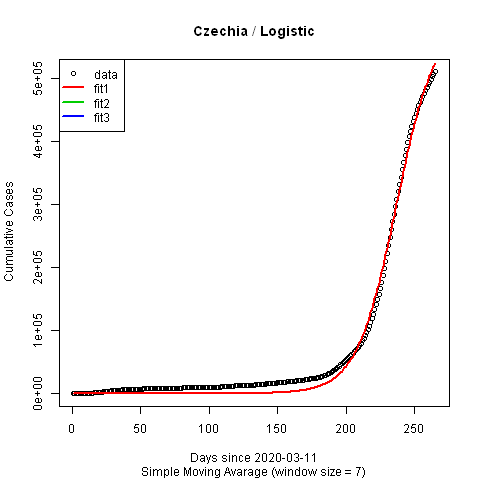 Czechia / Logistic
data
fit1
fit2
fit3
Cumulative Cases
0e+00
1e+05
2e+05
3e+05
4e+05
5e+05
0
50
100
150
200
250
Days since 2020-03-11
Simple Moving Avarage (window size = 7)